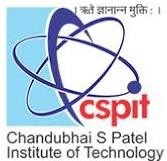 । ऋते ज्ञानान्न मुक्तिः ।
cspit
Chandubhai S Patel
Institute of Technology